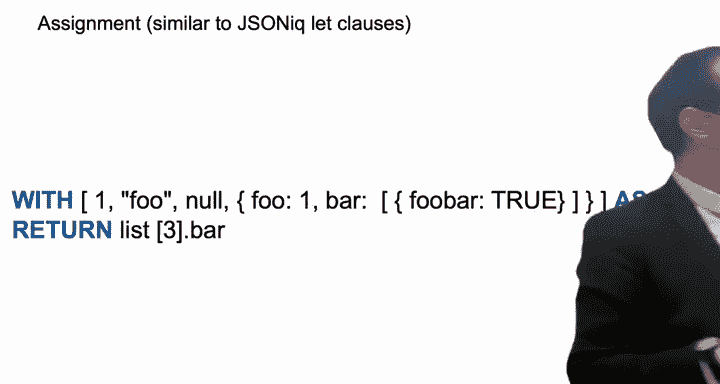 Assignment (similar to JSONiq let clauses)
WITH [ 1, "foo", null, { foo: 1, bar:  [ { foobar: TRUE} ] } ] AS
RETURN list [3].bar